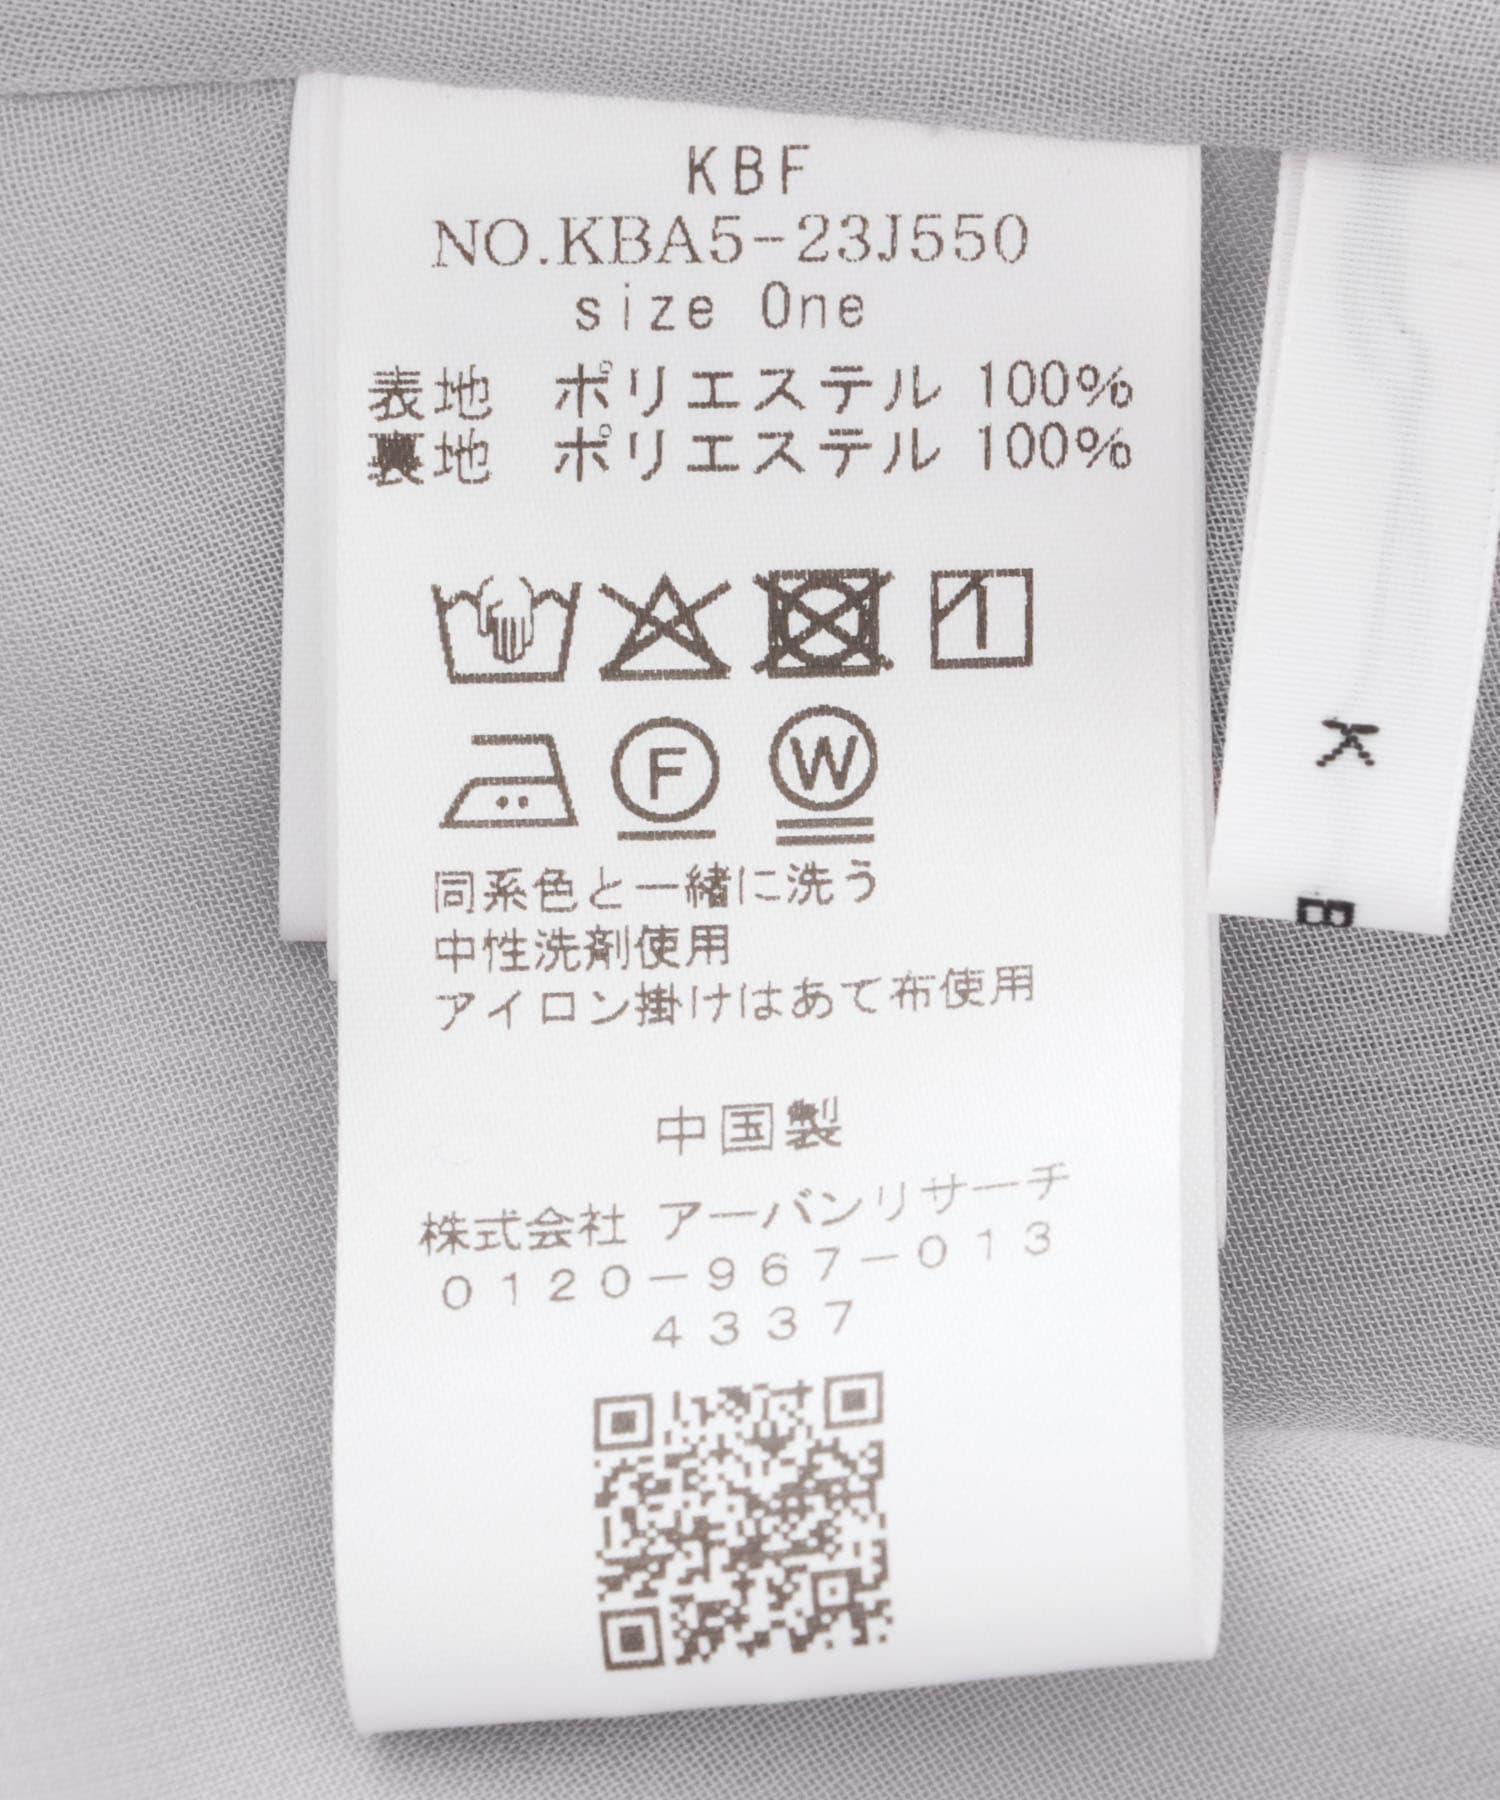 KBF
NO.KBA5-23J550
size One
表地 ポリエステル 100%
裏地 ポリエステル 100%
F
W
同系色と一緒に洗う
中性洗剤使用
アイロン掛けはあて布使用
中国製
株式会社 アーバンリサーチ
0120-967-013
4337
K
B